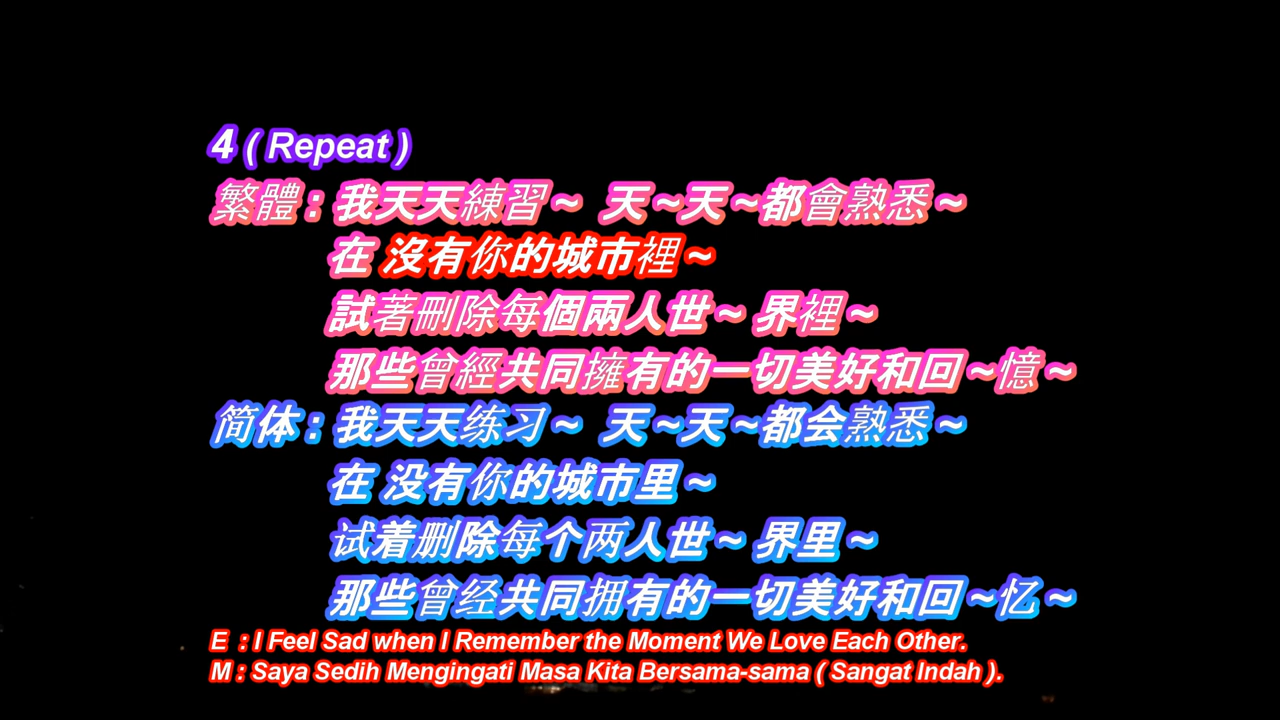 4 ( Repeat )
繁體 : 我天天練習 ~ 天 ~天 ~都會熟悉 ~
在 沒有你的城市裡 ~
試著刪除每個兩人世 ~ 界裡 ~
那些曾經共同擁有的一切美好和回 ~憶 ~
简体 : 我天天练习 ~ 天 ~天 ~都会熟悉 ~
在 没有你的城市里 ~
试着删除每个两人世 ~ 界里 ~
那些曾经共同拥有的一切美好和回 ~忆 ~
E : I Feel Sad when I Remember the Moment We Love Each Other.
M : Saya Sedih Mengingati Masa Kita Bersama-sama ( Sangat Indah ).